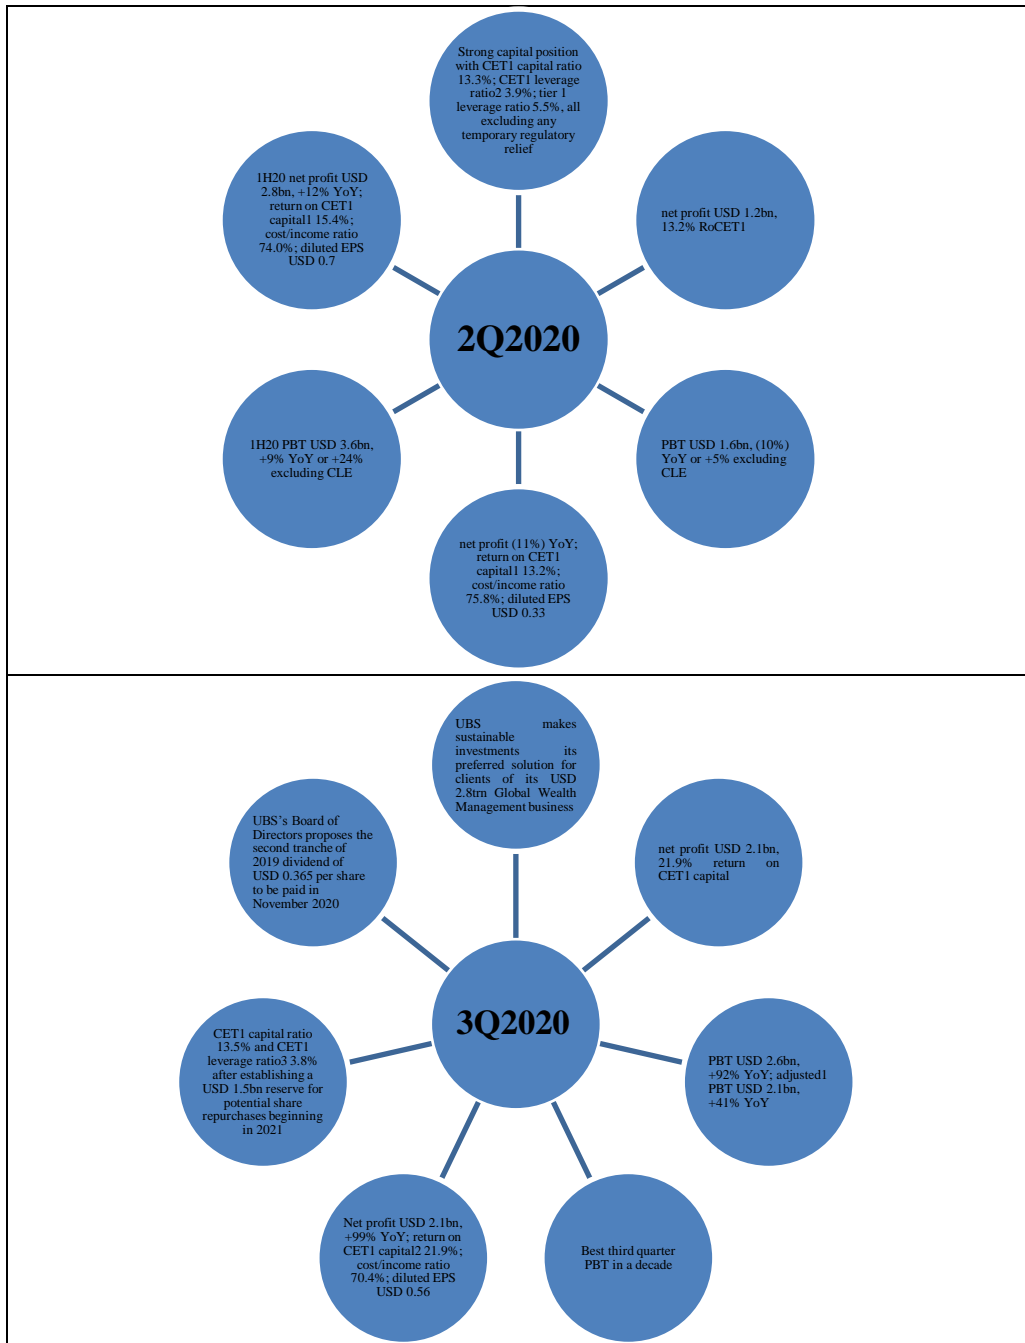 Strong capital position
with CET1 capital ratio
13.3%; CET1 leverage
ratio2 3.9%; tier 1
leverage ratio 5.5%, all
excluding any
temporary regulatory
relief
1H20 net profit USD
2.8bn, +12% YoY;
return on CET1
capital1 15.4%;
cost/income ratio
74.0%; diluted EPS
USD 0.7
net profit USD 1.2bn,
13.2% RoCET1
2Q2020
1H20 PBT USD 3.6bn,
+9% YoY or +24%
excluding CLE
PBT USD 1.6bn, (10%)
YoY or +5% excluding
CLE
net profit (11%) YoY;
return on CET1
capital1 13.2%;
cost/income ratio
75.8%; diluted EPS
USD 0.33
UBS makes
sustainable
investments its
preferred solution for
clients of its USD
2.8trn Global Wealth
Management business
UBS’s Board of
Directors proposes the
second tranche of
2019 dividend of
USD 0.365 per share
to be paid in
November 2020
net profit USD 2.1bn,
21.9% return on
CET1 capital
3Q2020
CET1 capital ratio
13.5% and CET1
leverage ratio3 3.8%
after establishing a
USD 1.5bn reserve for
potential share
repurchases beginning
in 2021
PBT USD 2.6bn,
+92% YoY; adjusted1
PBT USD 2.1bn,
+41% YoY
Net profit USD 2.1bn,
+99% YoY; return on
CET1 capital2 21.9%;
cost/income ratio
70.4%; diluted EPS
USD 0.56
Best third quarter
PBT in a decade